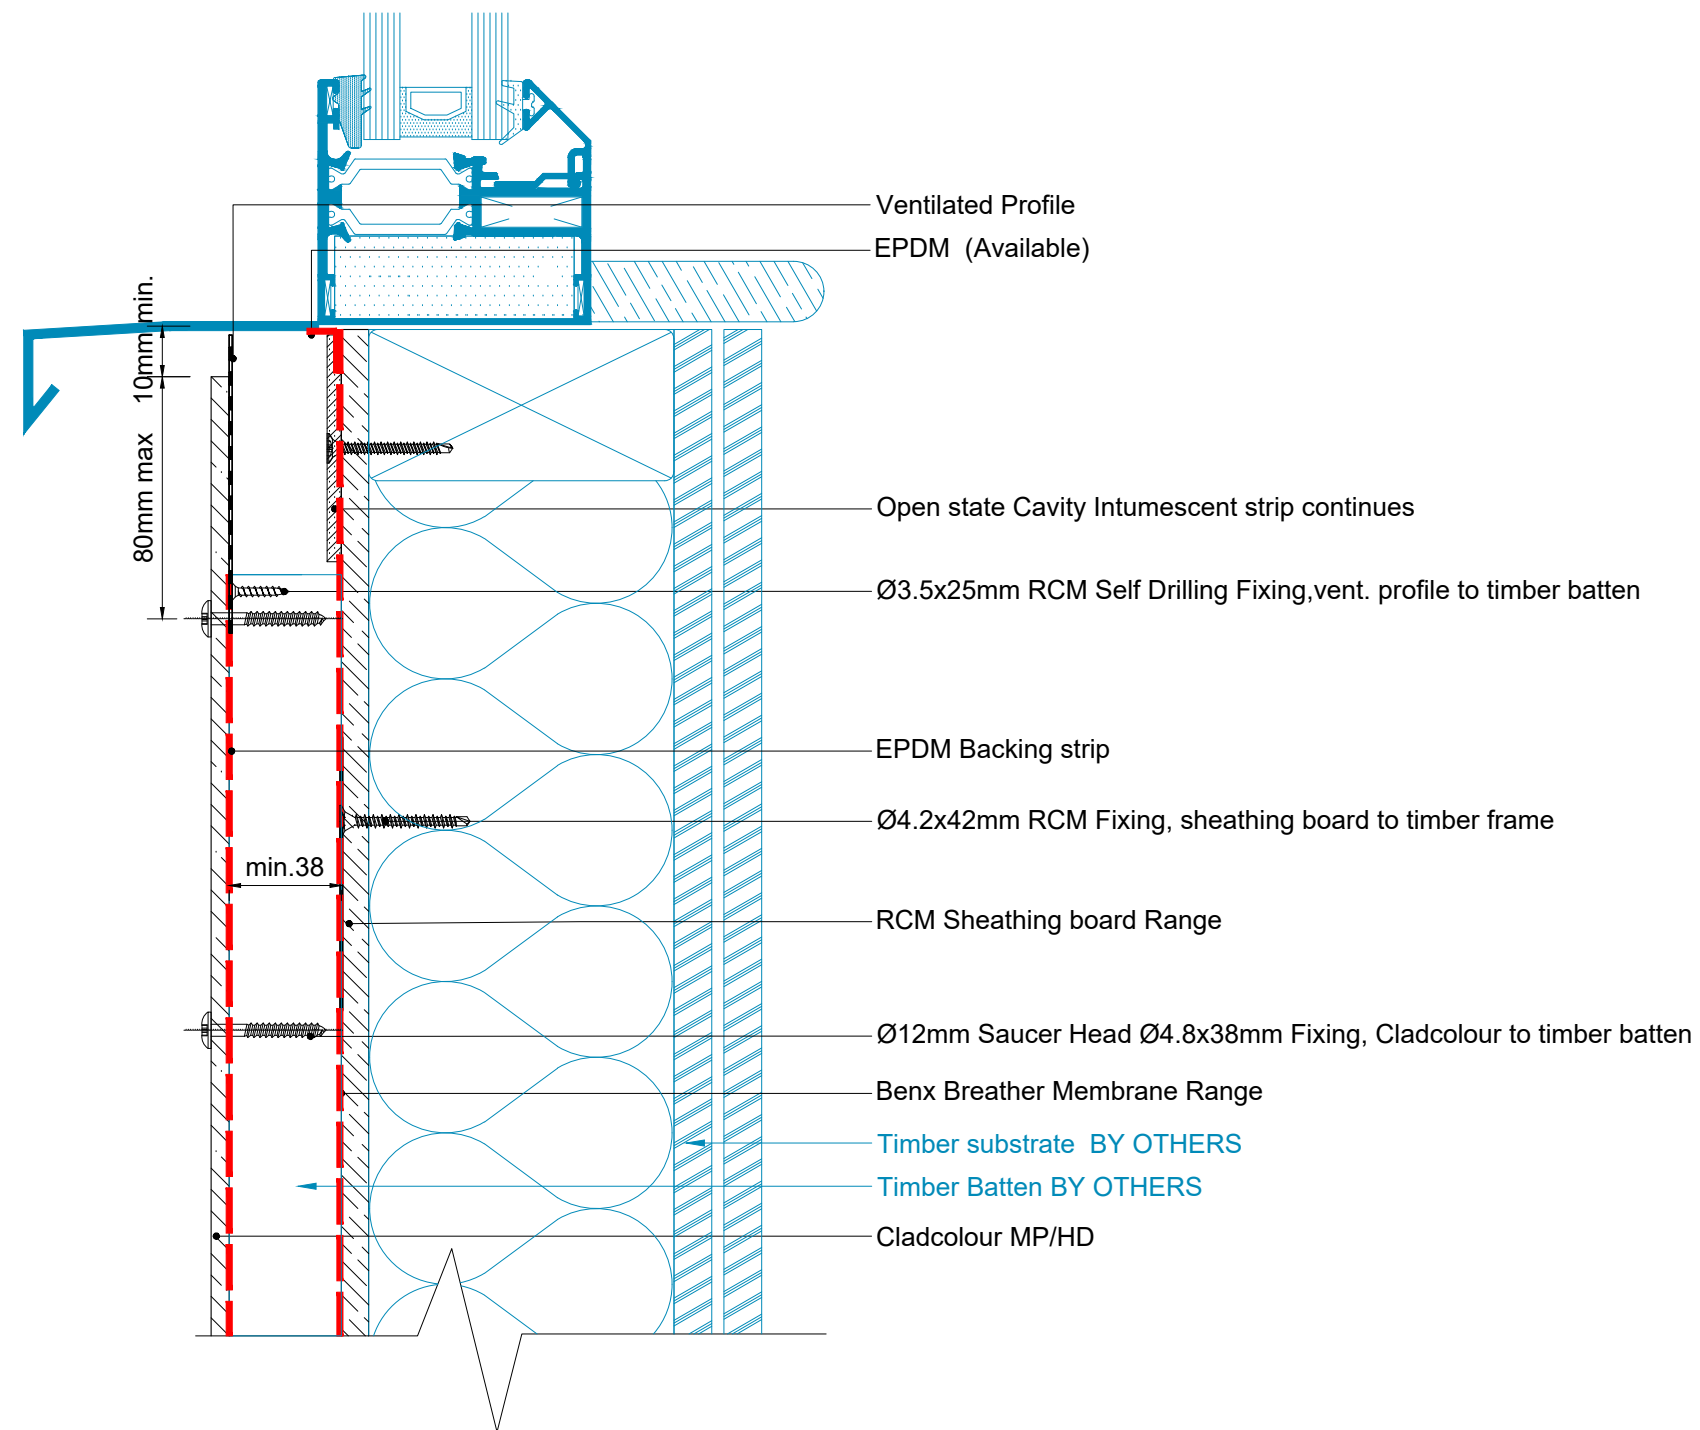 Ventilated Profile
EPDM  (Available)
10mm min.
80mm max
Open state Cavity Intumescent strip continues
Ø3.5x25mm RCM Self Drilling Fixing,vent. profile to timber batten
EPDM Backing strip
Ø4.2x42mm RCM Fixing, sheathing board to timber frame
min.38
RCM Sheathing board Range
Ø12mm Saucer Head Ø4.8x38mm Fixing, Cladcolour to timber batten
Benx Breather Membrane Range
Timber substrate  BY OTHERS
Timber Batten BY OTHERS
Cladcolour MP/HD